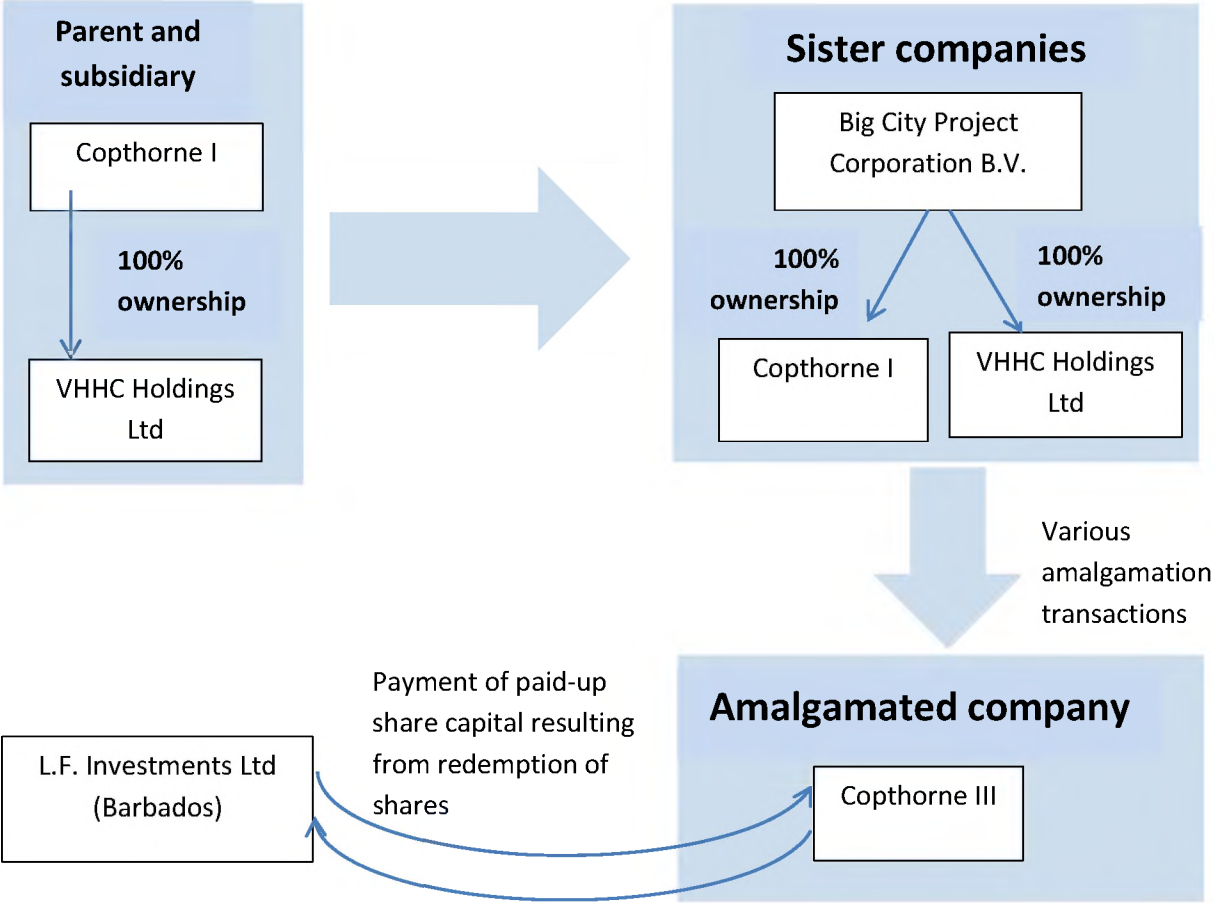 Parent and
subsidiary
Copthorne I
100%
ownership
VHHC Holdings
Ltd
Sister companies
Big City Project
Corporation B.V.
100%
ownership
100%
ownership
Copthorne I
VHHC Holdings
Ltd
Various
amalgamation
transactions
Payment of paid-up
share capital resulting
from redemption of
shares
L.F. Investments Ltd
(Barbados)
Amalgamated company
Copthorne III